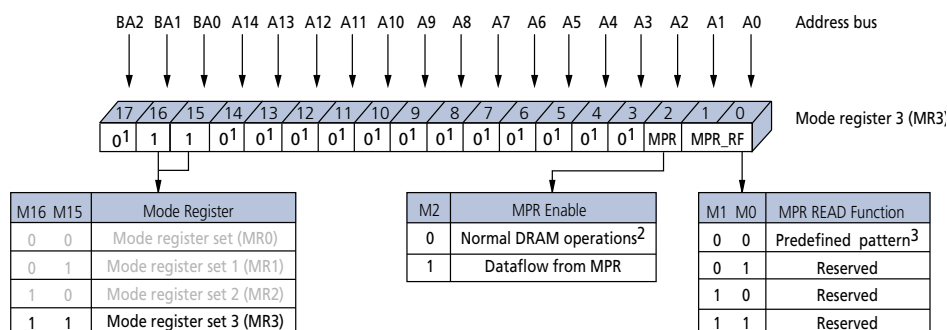 BA2 BA1 BA0 A14 A13 A12 A11 A10 A9 A8 A7 A6 A5 A4 A3 A2 A1 A0 Address bus
17 16 15 14 13 12 11 10 9 8 7 6 5 4 3 2 1 0
Mode register 3 (MR3)
0¹ 1 1 0¹ 0¹ 0¹ 0¹ 0¹ 0¹ 0¹ 0¹ 0¹ 0¹ 0¹ 0¹ MPR MPR_RF
M16 M15 Mode Register
0 0 Mode register set (MR0)
0 1 Mode register set 1 (MR1)
1 0 Mode register set 2 (MR2)
1 1 Mode register set 3 (MR3)
M2 MPR Enable
0 Normal DRAM operations²
1 Dataflow from MPR
M1 M0 MPR READ Function
0 0 Predefined pattern³
0 1 Reserved
1 0 Reserved
1 1 Reserved